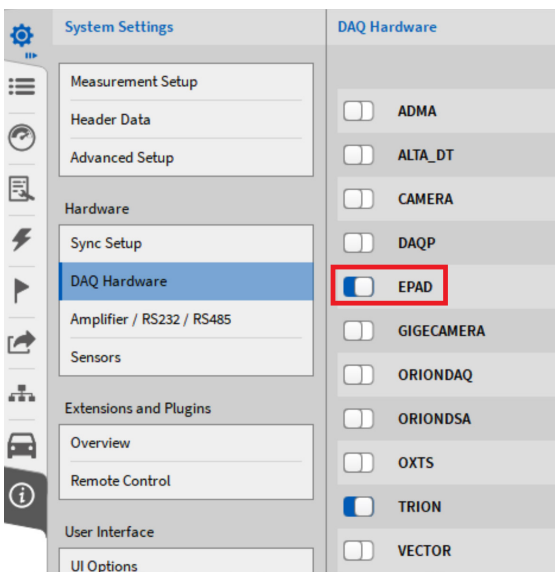 System Settings
Measurement Setup
Header Data
Advanced Setup
Hardware
Sync Setup
DAQ Hardware
Amplifier / RS232 / RS485
Sensors
Extensions and Plugins
Overview
Remote Control
User Interface
UI Options
DAQ Hardware
ADMA
ALTA_DT
CAMERA
DAQP
EPAD
GIGECAMERA
ORIONDAQ
ORIONDSA
OXTS
TRION
VECTOR